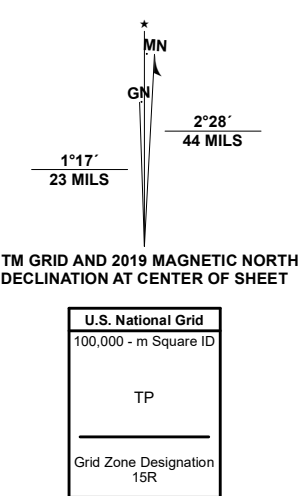 ★
MN
GN
2°28´
44 MILS
1°17´
23 MILS
TM GRID AND 2019 MAGNETIC NORTH
DECLINATION AT CENTER OF SHEET
U.S. National Grid
100,000 - m Square ID
TP
Grid Zone Designation
15R